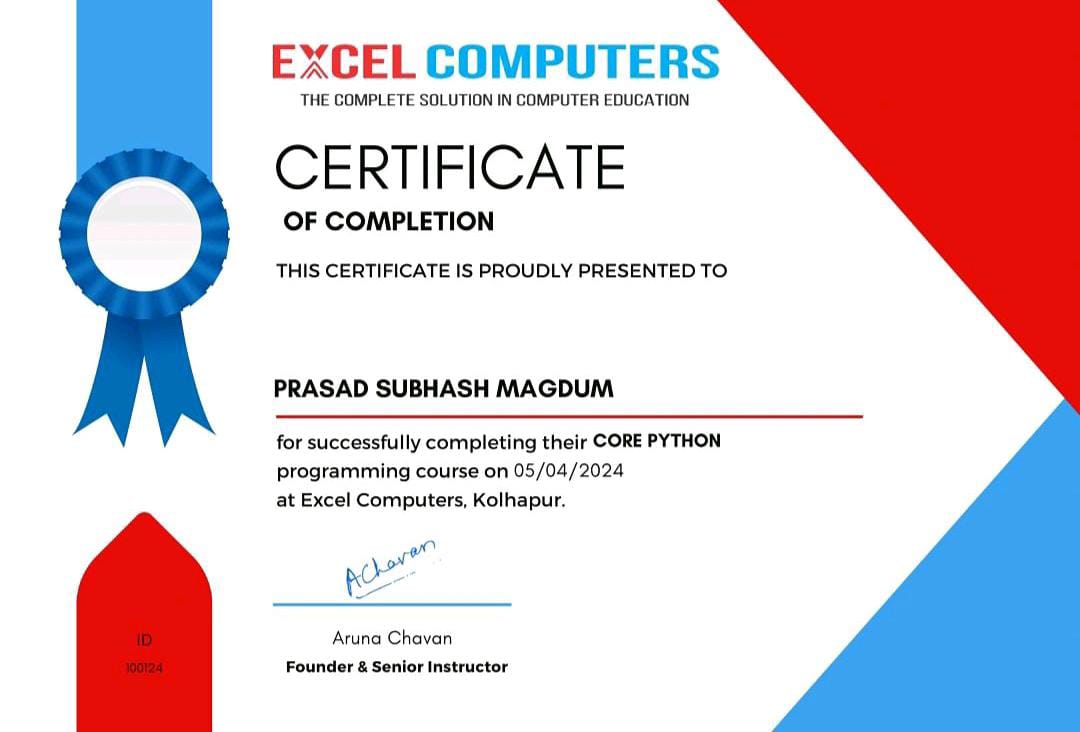 EXCEL COMPUTERS
THE COMPLETE SOLUTION IN COMPUTER EDUCATION
CERTIFICATE
OF COMPLETION
THIS CERTIFICATE IS PROUDLY PRESENTED TO
PRASAD SUBHASH MAGDUM
for successfully completing their CORE PYTHON
programming course on 05/04/2024
at Excel Computers, Kolhapur.
AChavan
Aruna Chavan
Founder & Senior Instructor
ID
100124